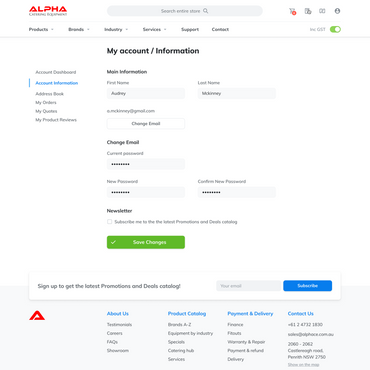 ALPHA
CATERING EQUIPMENT
Search entire store
Products
Brands
Industry
Services
Support
Contact
Inc GST
My account / Information
Account Dashboard
Account Information
Address Book
My Orders
My Quotes
My Product Reviews
Main Information
First Name
Last Name
Audrey
Mckinney
a.mckinney@gmail.com
Change Email
Change Email
Current password
New Password
Confirm New Password
Newsletter
Subscribe me to the the latest Promotions and Deals catalog
Save Changes
Sign up to get the latest Promotions and Deals catalog!
Your email
Subscribe
About Us
Testimonials
Careers
FAQs
Showroom
Product Catalog
Brands A-Z
Equipment by industry
Specials
Catering hub
Services
Payment & Delivery
Finance
Fitouts
Warranty & Repair
Payment & refund
Delivery
Contact Us
+61 2 4732 1830
sales@alphace.com.au
2080 - 2082
Castlereagh road,
Penrith NSW 2750
Show on the map